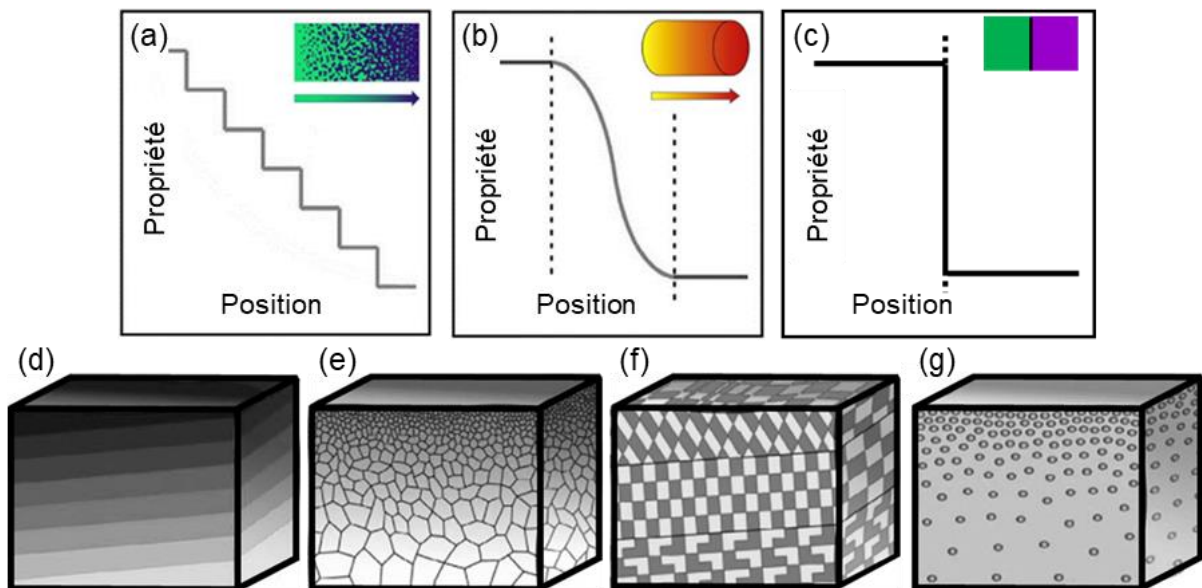 (a)
Propriété
Position
(b)
Propriété
Position
(c)
Propriété
Position
(d)
(e)
(f)
(g)